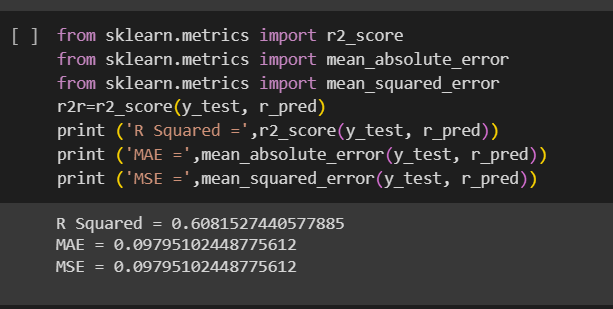 [ ] from sklearn.metrics import r2_score
from sklearn.metrics import mean_absolute_error
from sklearn.metrics import mean_squared_error
r2r=r2_score(y_test, r_pred)
print ('R Squared =',r2_score(y_test, r_pred))
print ('MAE =',mean_absolute_error(y_test, r_pred))
print ('MSE =',mean_squared_error(y_test, r_pred))
R Squared = 0.6081527440577885
MAE = 0.09795102448775612
MSE = 0.09795102448775612